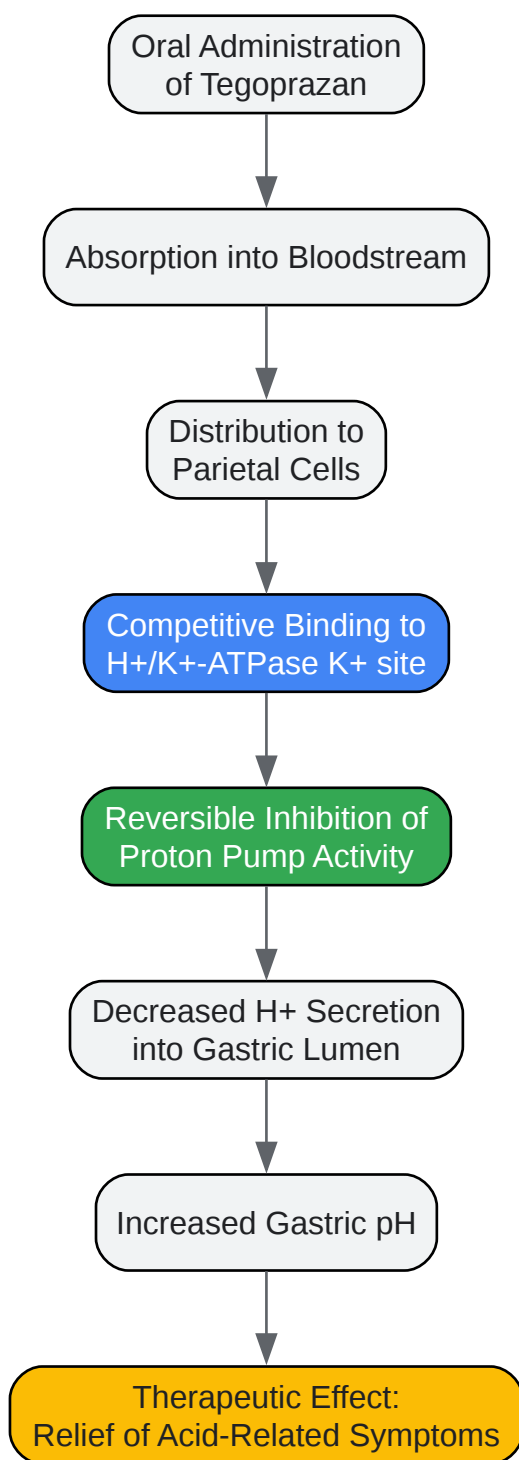 Oral Administration
of Tegoprazan
Absorption into Bloodstream
Distribution to
Parietal Cells
Competitive Binding to
H+/K+-ATPase K+ site
Reversible Inhibition of
Proton Pump Activity
Decreased H+ Secretion
into Gastric Lumen
Increased Gastric pH
Therapeutic Effect:
Relief of Acid-Related Symptoms